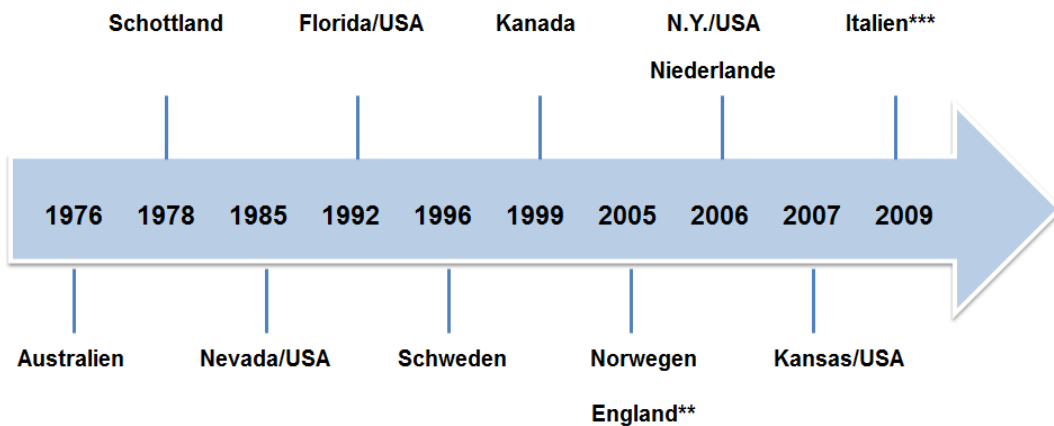 Schottland Florida/USA Kanada N.Y./USA Italien***
Niederlande
1976 1978 1985 1992 1996 1999 2005 2006 2007 2009
Australien Nevada/USA Schweden Norwegen Kansas/USA
England**